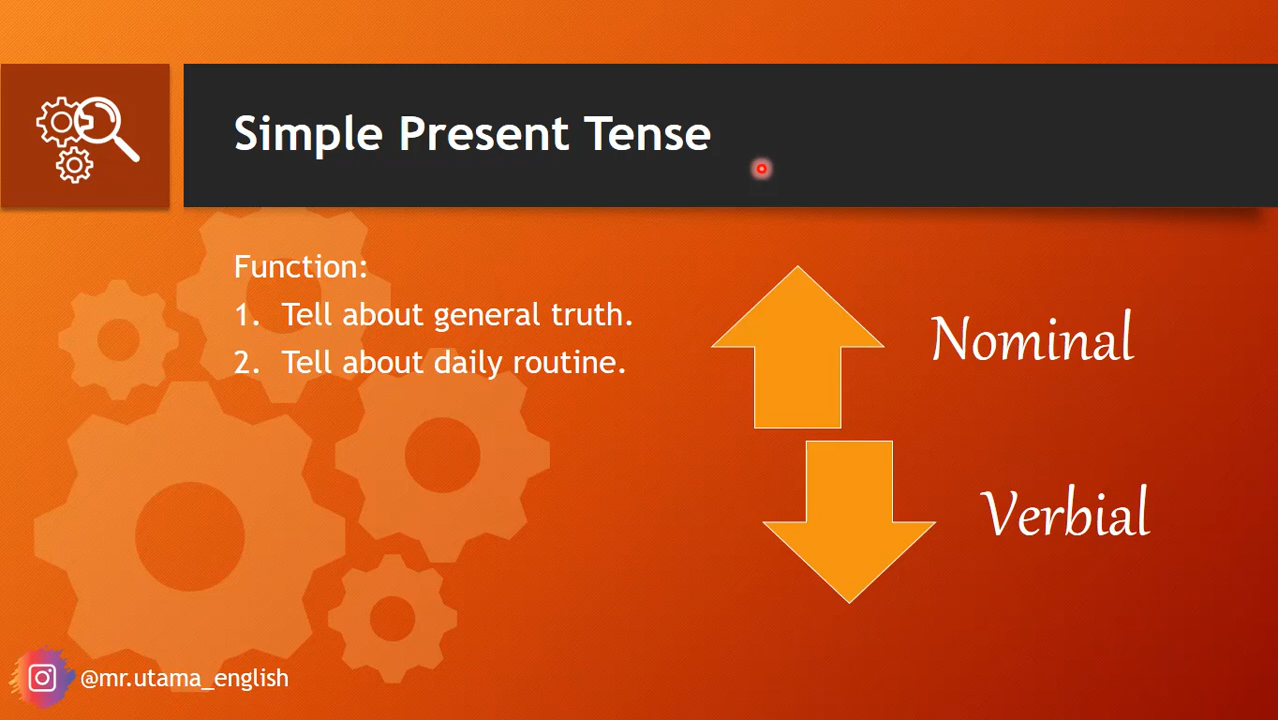 Simple Present Tense
Function:
1. Tell about general truth.
2. Tell about daily routine.
Nominal
Verbial
@mr.utama_english